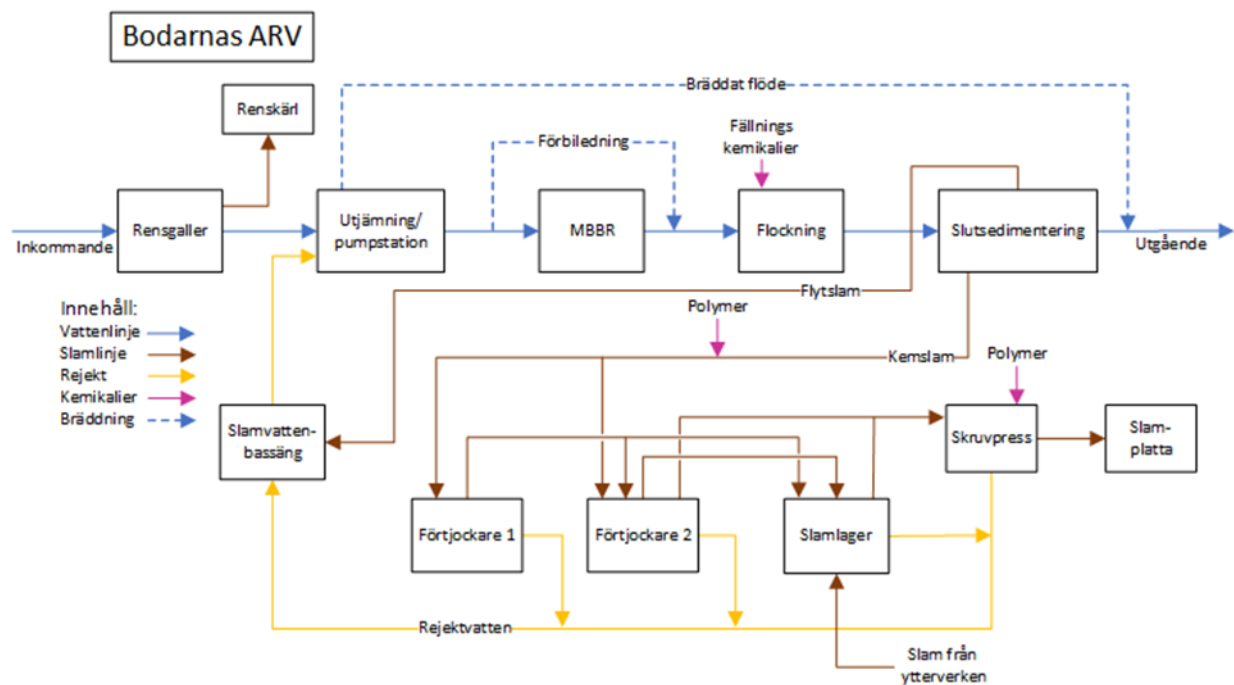 Bodarnas ARV
Renskärl
Bräddat flöde
Förbiledning
Fällnings
kemikalier
Inkommande
Rensgaller
Utjämning/
pumpstation
MBBR
Flockning
Slutsedimentering
Utgående
Flytslam
Innehåll:
Vattenlinje
Slamlinje
Rejekt
Kemikalier
Bräddning
Polymer
Kemslam
Polymer
Slamvatten-
bassäng
Skruvpress
Slam-
platta
Förtjockare 1
Förtjockare 2
Slamlager
Rejektvatten
Slam från
ytterverken